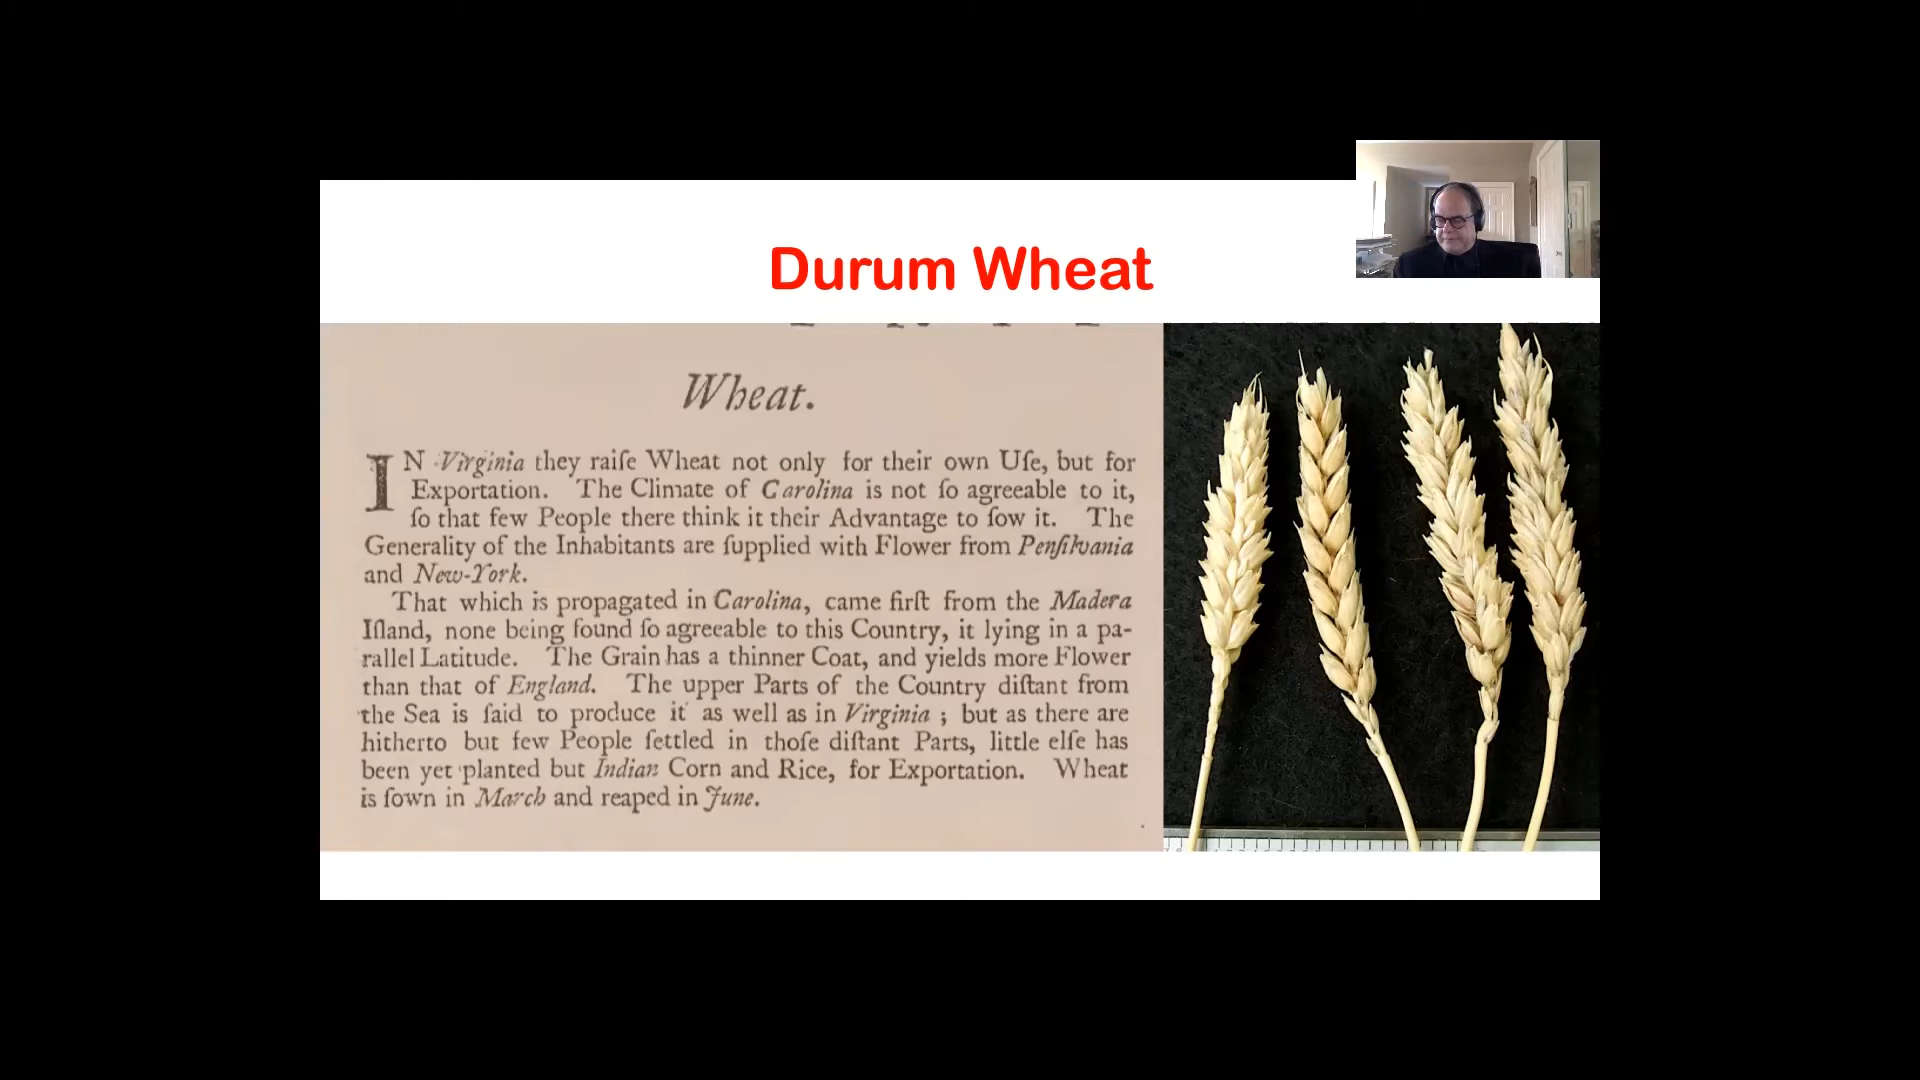 Durum Wheat
Wheat.
IN Virginia they raiſe Wheat not only for their own Uſe, but for
Exportation. The Climate of Carolina is not ſo agreeable to it,
ſo that few People there think it their Advantage to ſow it. The
Generality of the Inhabitants are ſupplied with Flower from Penſilvania
and New-York.
That which is propagated in Carolina, came firſt from the Madera
Iſland, none being found ſo agreeable to this Country, it lying in a pa-
rallel Latitude. The Grain has a thinner Coat, and yields more Flower
than that of England. The upper Parts of the Country diſtant from
the Sea is ſaid to produce it as well as in Virginia ; but as there are
hitherto but few People ſettled in thoſe diſtant Parts, little elſe has
been yet planted but Indian Corn and Rice, for Exportation. Wheat
is ſown in March and reaped in June.